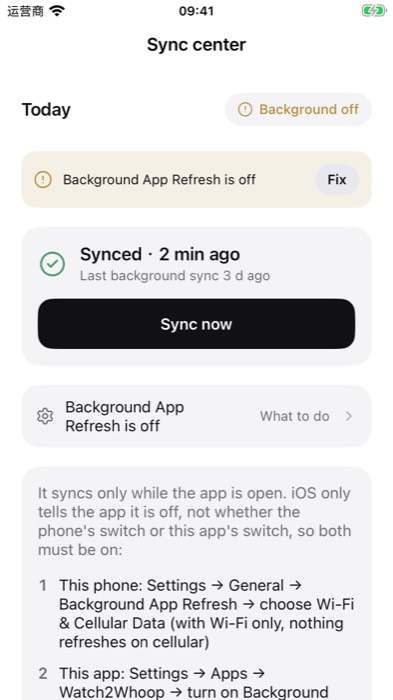 运营商
09:41
Sync center
Today
Background off
Background App Refresh is off
Fix
Synced · 2 min ago
Last background sync 3 d ago
Sync now
Background App
Refresh is off
What to do
It syncs only while the app is open. iOS only
tells the app it is off, not whether the
phone's switch or this app's switch, so both
must be on:
1 This phone: Settings → General →
Background App Refresh → choose Wi-Fi
& Cellular Data (with Wi-Fi only, nothing
refreshes on cellular)
2 This app: Settings → Apps →
Watch2Whoop → turn on Background